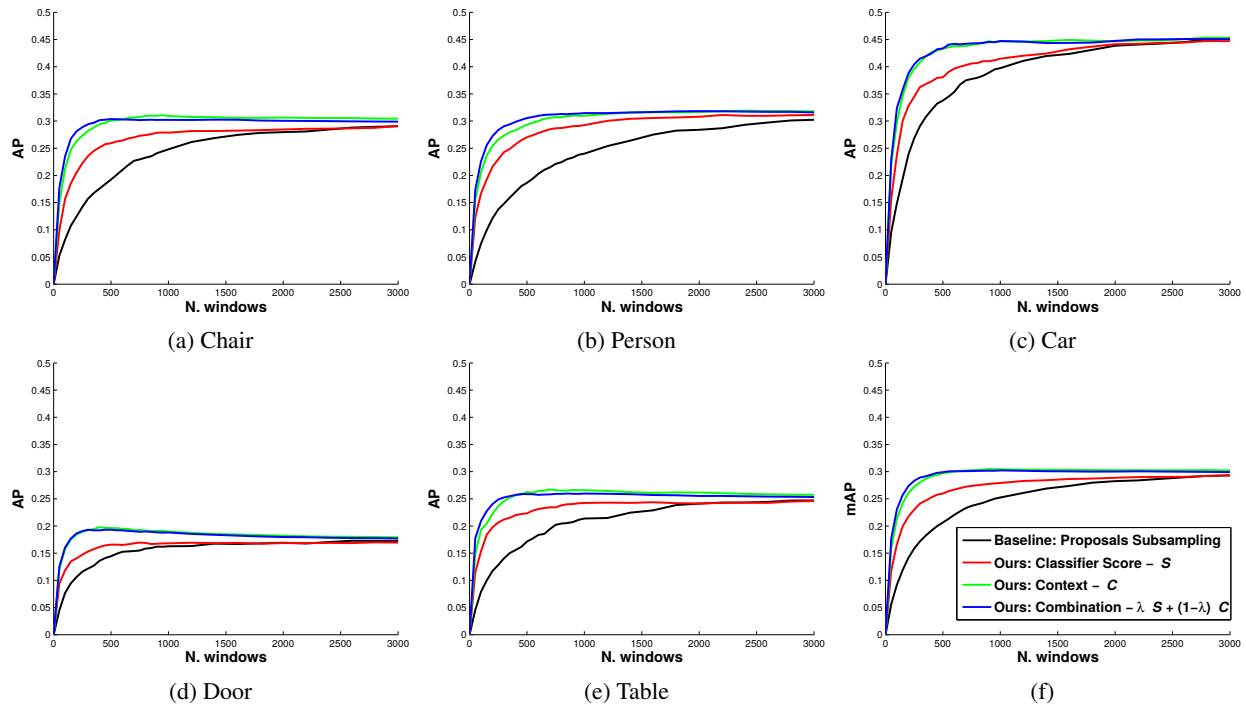 0.5 0.5 0.5
0.45 0.45 0.45
0.4 0.4 0.4
0.35 0.35 0.35
0.3 0.3 0.3
AP 0.25 AP 0.25 AP 0.25
0.2 0.2 0.2
0.15 0.15 0.15
0.1 0.1 0.1
0.05 0.05 0.05
0 0 0
0 500 1000 1500 2000 2500 3000 0 500 1000 1500 2000 2500 3000 0 500 1000 1500 2000 2500 3000
N. windows N. windows N. windows
(a) Chair (b) Person (c) Car
0.5 0.5 0.5
0.45 0.45 0.45
0.4 0.4 0.4
0.35 0.35 0.35
0.3 0.3 0.3
AP 0.25 AP 0.25 mAP 0.25
0.2 0.2 0.2
0.15 0.15 0.15
0.1 0.1 0.1
0.05 0.05 0.05
0 0 0
Baseline: Proposals Subsampling
Ours: Classifier Score – S
Ours: Context – C
Ours: Combination – λ S + (1–λ) C
0 500 1000 1500 2000 2500 3000 0 500 1000 1500 2000 2500 3000 0 500 1000 1500 2000 2500 3000
N. windows N. windows N. windows
(d) Door (e) Table (f)